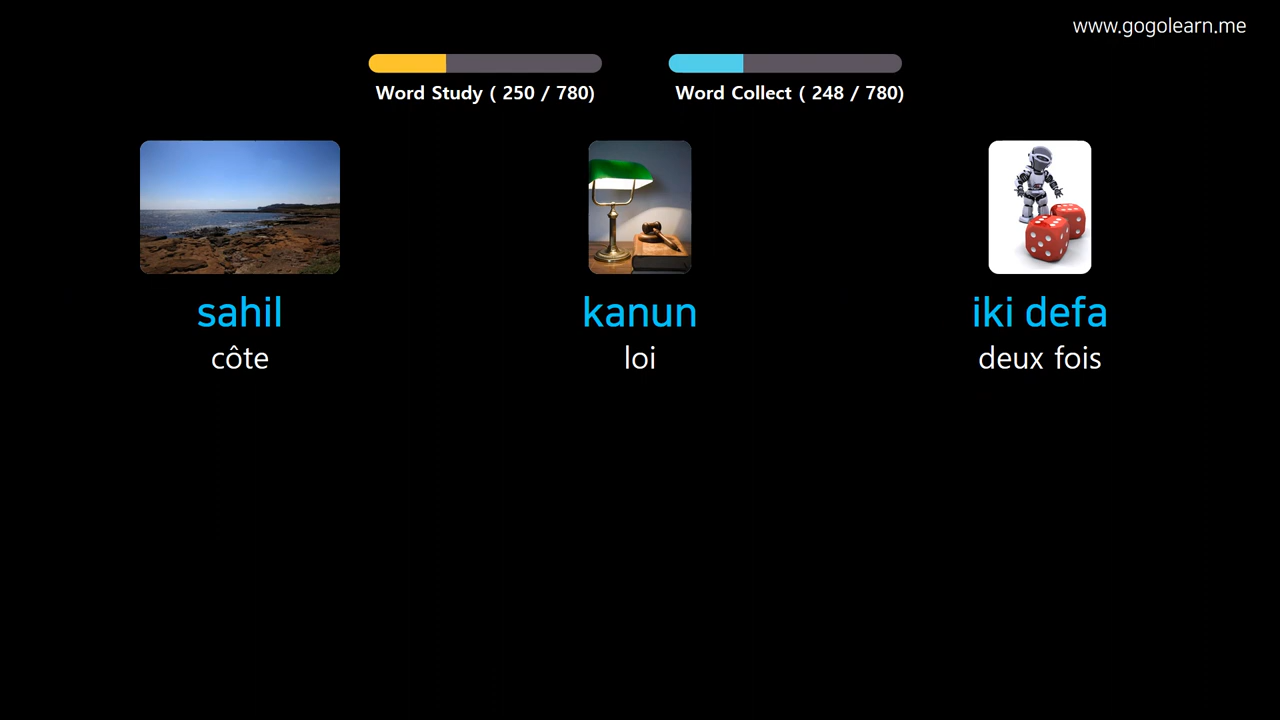 www.gogolearn.me
Word Study ( 250 / 780)
Word Collect ( 248 / 780)
sahil
kanun
iki defa
côte
loi
deux fois